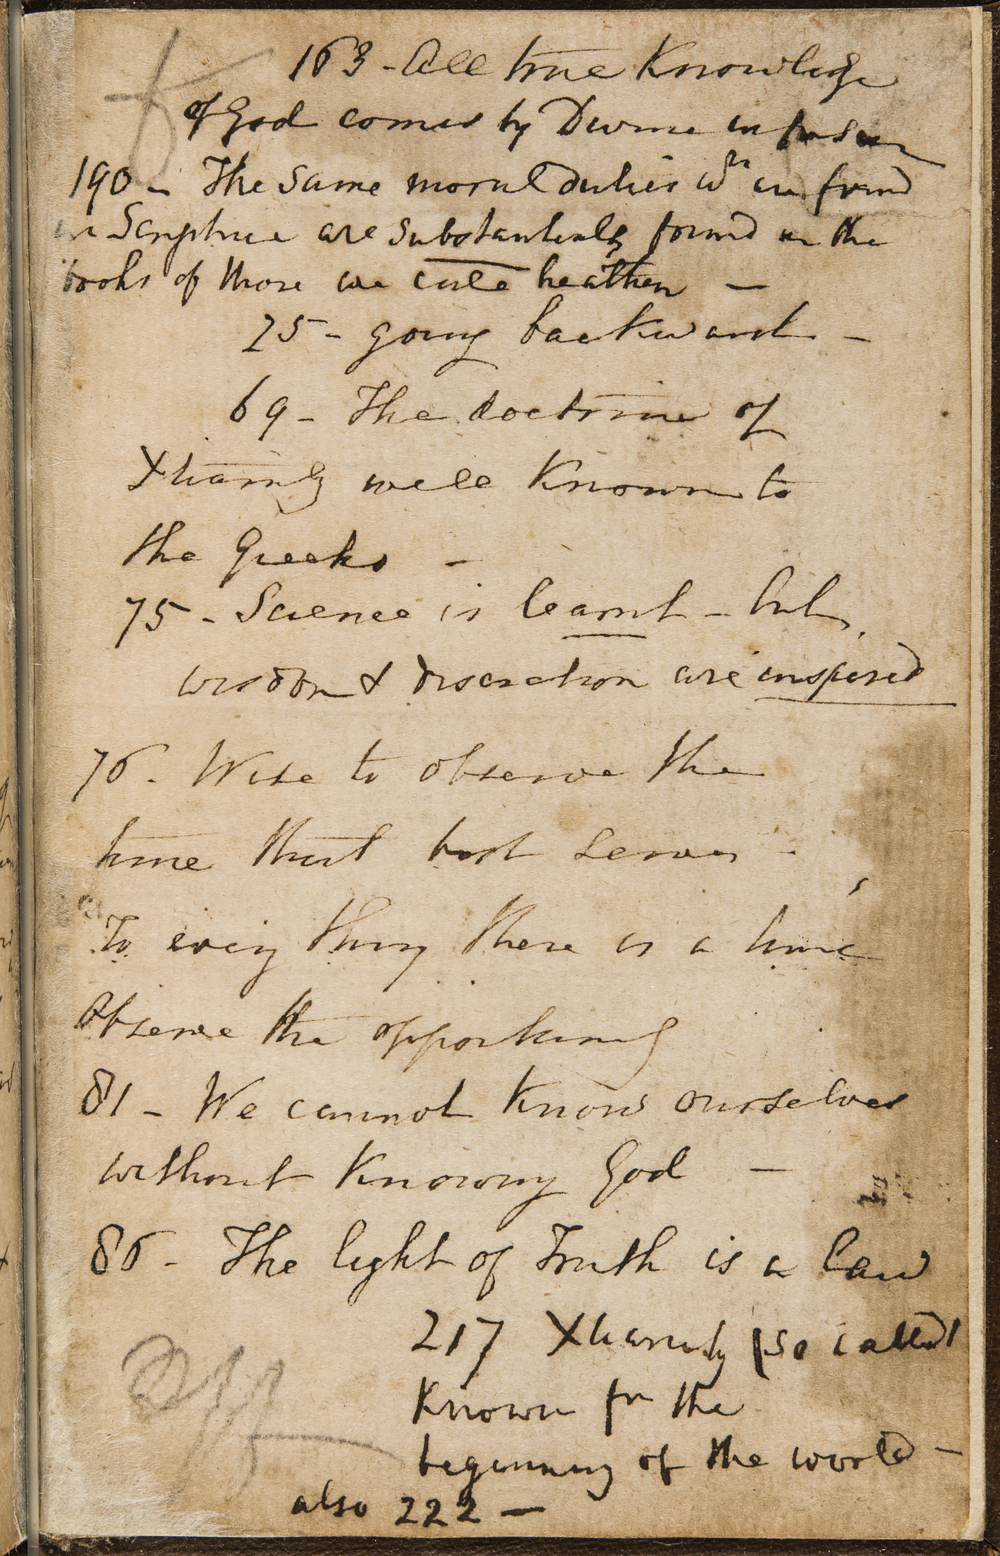 163 - All true Knowledge
of God comes by Divine infusion
190 - The Same moral duties wh are found
in Scripture are Substantially found in the
books of those we call heathen -
25 - going backward -
69 - The doctrine of
Xtianity well Known to
the Greeks -
75 - Science is learnt - but
wisdom & discretion are inspired
76 - Wise to observe the
time that best serves -
To every thing there is a time
Observe the opportunity
81 - We cannot Know ourselves
without Knowing God -
86 - The light of Truth is a law
217 Xtianity (so called)
Known fm the
beginning of the world -
also 222 -